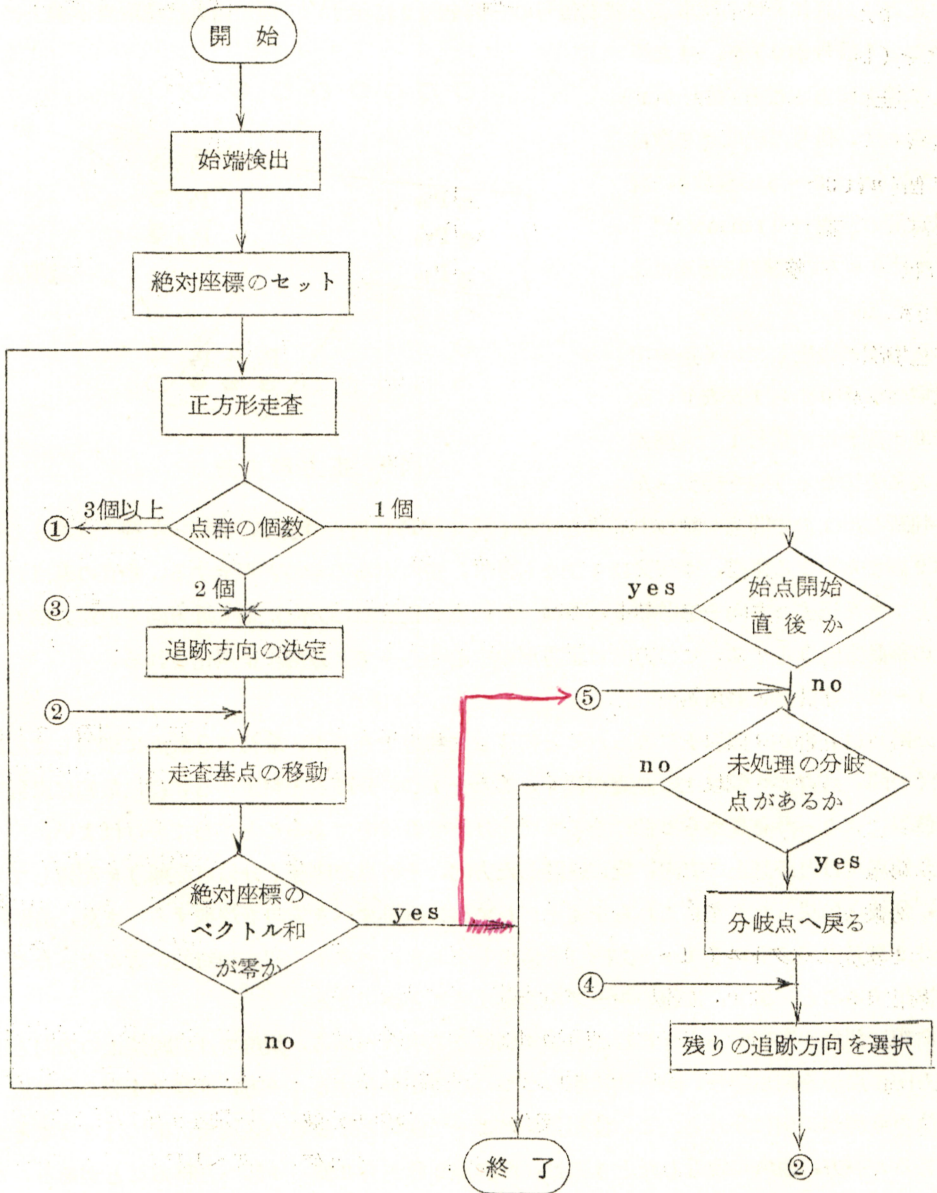 開 始
始端検出
絶対座標のセット
正方形走査
① 3個以上
点群の個数
1個
2個
③
yes
始点開始
直後か
追跡方向の決定
no
⑤
②
走査基点の移動
no
未処理の分岐
点があるか
yes
絶対座標の
ベクトル和
が零か
yes
分岐点へ戻る
④
no
残りの追跡方向を選択
終 了
②